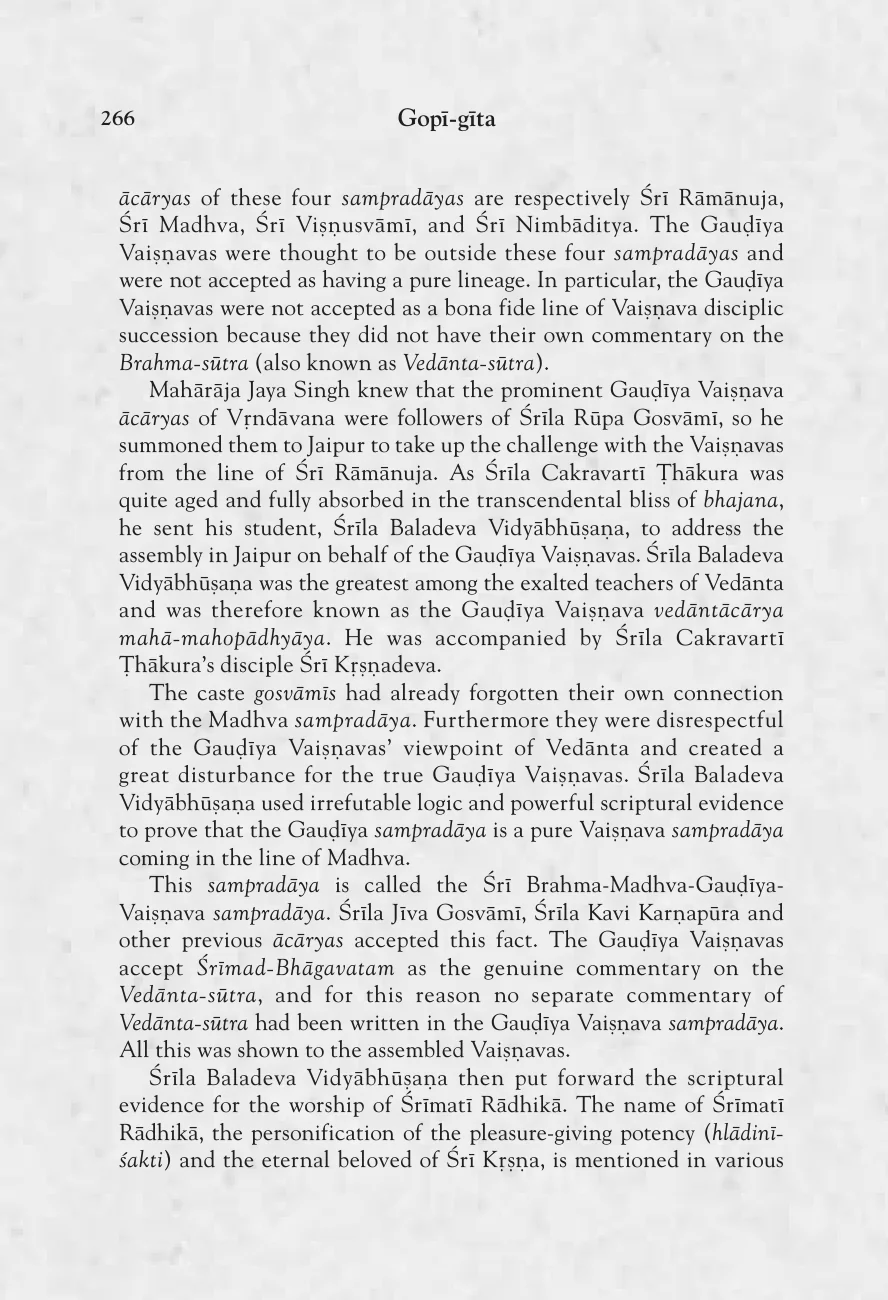 266 Gopī-gīta
ācāryas of these four sampradāyas are respectively Śrī Rāmānuja,
Śrī Madhva, Śrī Viṣṇusvāmī, and Śrī Nimbāditya. The Gauḍīya
Vaiṣṇavas were thought to be outside these four sampradāyas and
were not accepted as having a pure lineage. In particular, the Gauḍīya
Vaiṣṇavas were not accepted as a bona fide line of Vaiṣṇava disciplic
succession because they did not have their own commentary on the
Brahma-sūtra (also known as Vedānta-sūtra).
Mahārāja Jaya Singh knew that the prominent Gauḍīya Vaiṣṇava
ācāryas of Vṛndāvana were followers of Śrīla Rūpa Gosvāmī, so he
summoned them to Jaipur to take up the challenge with the Vaiṣṇavas
from the line of Śrī Rāmānuja. As Śrīla Cakravartī Ṭhākura was
quite aged and fully absorbed in the transcendental bliss of bhajana,
he sent his student, Śrīla Baladeva Vidyābhūṣaṇa, to address the
assembly in Jaipur on behalf of the Gauḍīya Vaiṣṇavas. Śrīla Baladeva
Vidyābhūṣaṇa was the greatest among the exalted teachers of Vedānta
and was therefore known as the Gauḍīya Vaiṣṇava vedāntācārya
mahā-mahopādhyāya. He was accompanied by Śrīla Cakravartī
Ṭhākura’s disciple Śrī Kṛṣṇadeva.
The caste gosvāmīs had already forgotten their own connection
with the Madhva sampradāya. Furthermore they were disrespectful
of the Gauḍīya Vaiṣṇavas’ viewpoint of Vedānta and created a
great disturbance for the true Gauḍīya Vaiṣṇavas. Śrīla Baladeva
Vidyābhūṣaṇa used irrefutable logic and powerful scriptural evidence
to prove that the Gauḍīya sampradāya is a pure Vaiṣṇava sampradāya
coming in the line of Madhva.
This sampradāya is called the Śrī Brahma-Madhva-Gauḍīya-
Vaiṣṇava sampradāya. Śrīla Jīva Gosvāmī, Śrīla Kavi Karṇapūra and
other previous ācāryas accepted this fact. The Gauḍīya Vaiṣṇavas
accept Śrīmad-Bhāgavatam as the genuine commentary on the
Vedānta-sūtra, and for this reason no separate commentary of
Vedānta-sūtra had been written in the Gauḍīya Vaiṣṇava sampradāya.
All this was shown to the assembled Vaiṣṇavas.
Śrīla Baladeva Vidyābhūṣaṇa then put forward the scriptural
evidence for the worship of Śrīmatī Rādhikā. The name of Śrīmatī
Rādhikā, the personification of the pleasure-giving potency (hlādinī-
śakti) and the eternal beloved of Śrī Kṛṣṇa, is mentioned in various